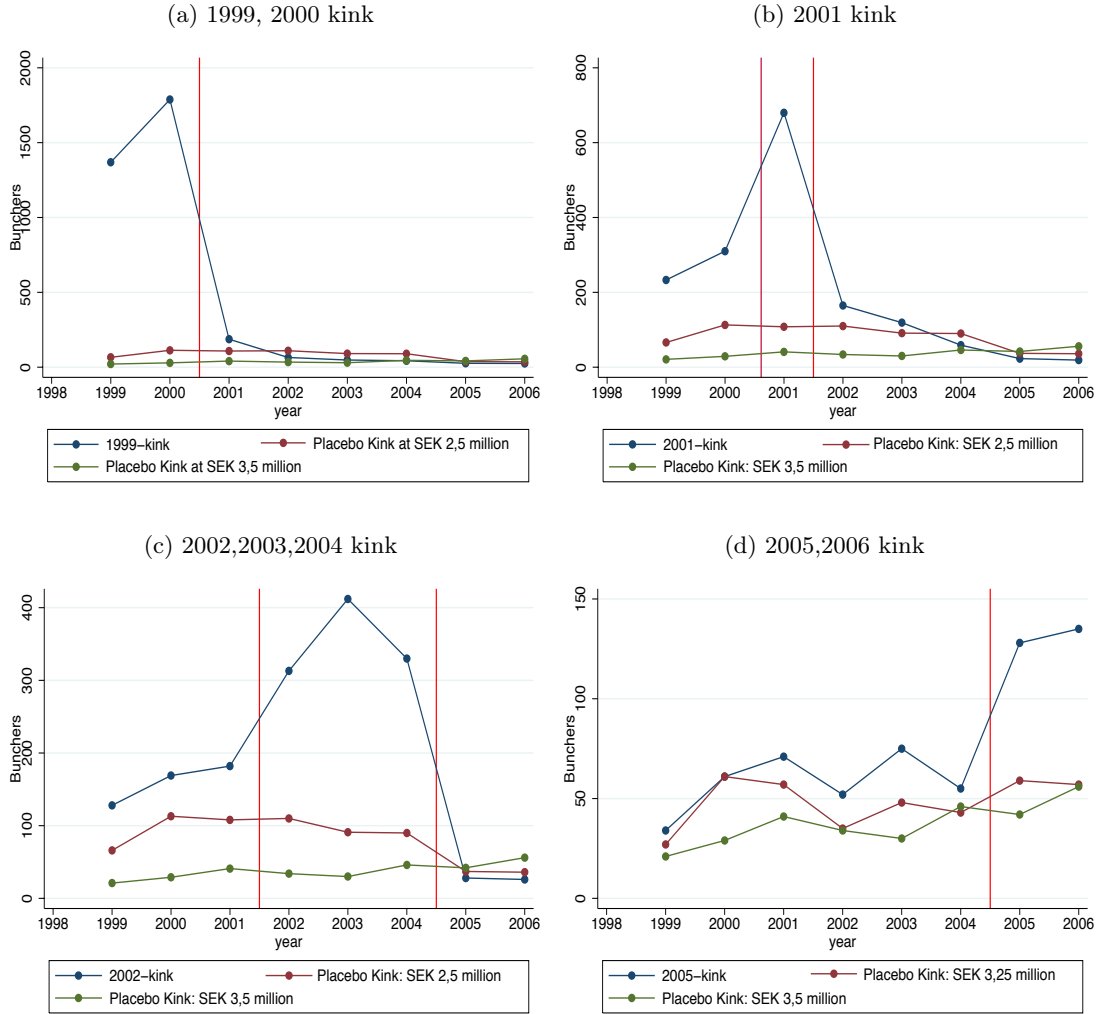 (a) 1999, 2000 kink
Bunchers
2000
1500
1000
500
0
1998 1999 2000 2001 2002 2003 2004 2005 2006
year
1999−kink Placebo Kink at SEK 2,5 million
Placebo Kink at SEK 3,5 million
(b) 2001 kink
Bunchers
800
600
400
200
0
1998 1999 2000 2001 2002 2003 2004 2005 2006
year
2001−kink Placebo Kink: SEK 2,5 million
Placebo Kink: SEK 3,5 million
(c) 2002,2003,2004 kink
Bunchers
400
300
200
100
0
1998 1999 2000 2001 2002 2003 2004 2005 2006
year
2002−kink Placebo Kink: SEK 2,5 million
Placebo Kink: SEK 3,5 million
(d) 2005,2006 kink
Bunchers
150
100
50
0
1998 1999 2000 2001 2002 2003 2004 2005 2006
year
2005−kink Placebo Kink: SEK 3,25 million
Placebo Kink: SEK 3,5 million